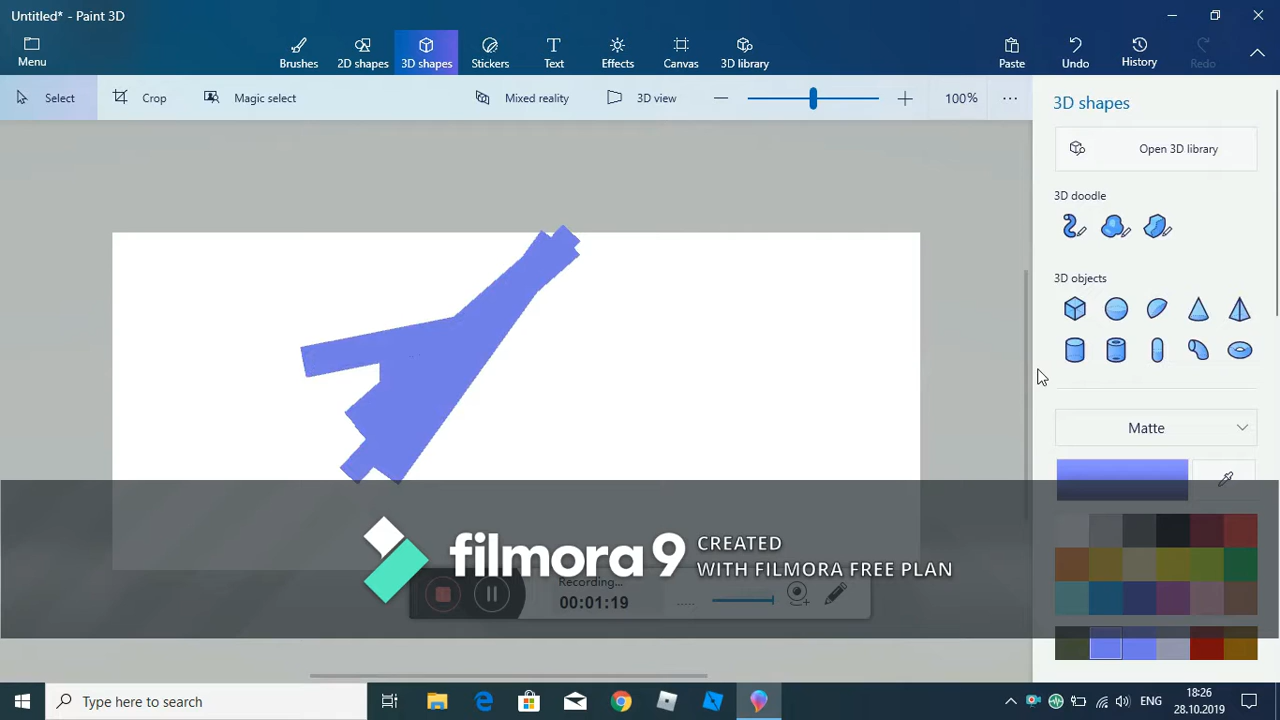 Untitled* - Paint 3D
Menu
Brushes
2D shapes
3D shapes
Stickers
Text
Effects
Canvas
3D library
Paste
Undo
History
Redo
Select
Crop
Magic select
Mixed reality
3D view
100%
3D shapes
Open 3D library
3D doodle
3D objects
Matte
filmora 9
CREATED
WITH FILMORA FREE PLAN
Recording...
00:01:19
Type here to search
ENG
18:26
28.10.2019